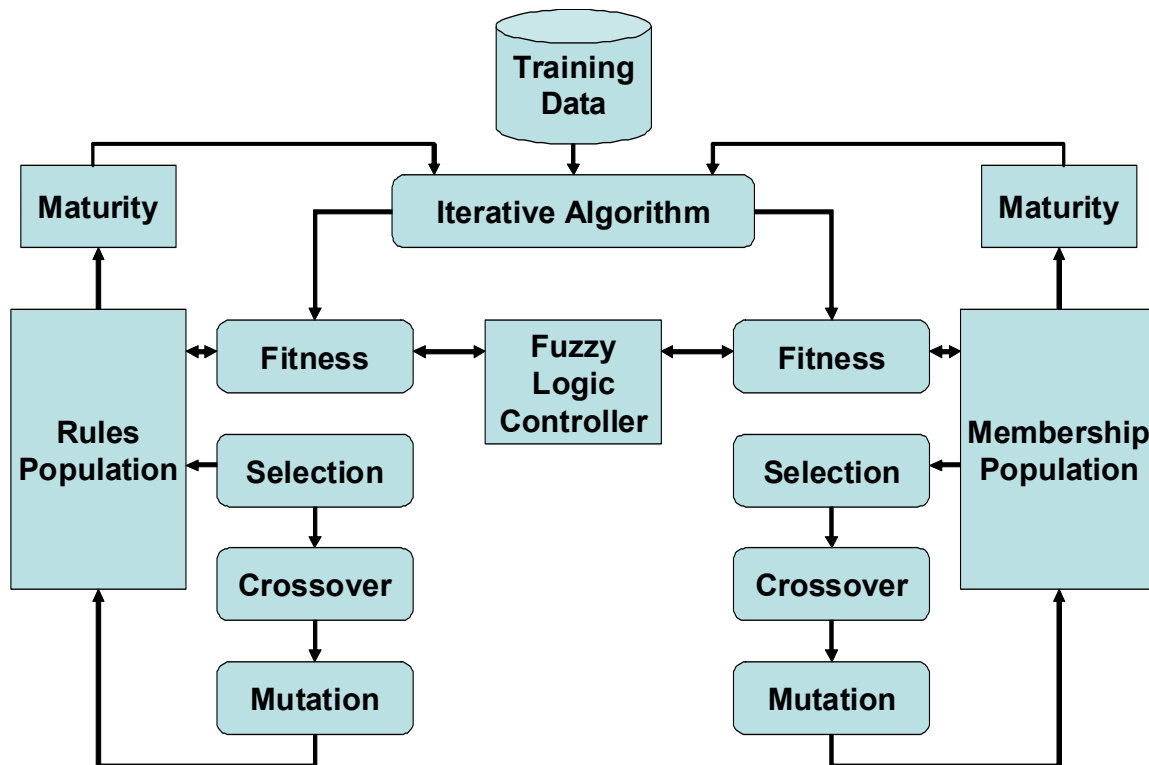 Training
Data
Maturity
Iterative Algorithm
Maturity
Fitness
Fuzzy
Logic
Controller
Fitness
Rules
Population
Selection
Selection
Membership
Population
Crossover
Crossover
Mutation
Mutation